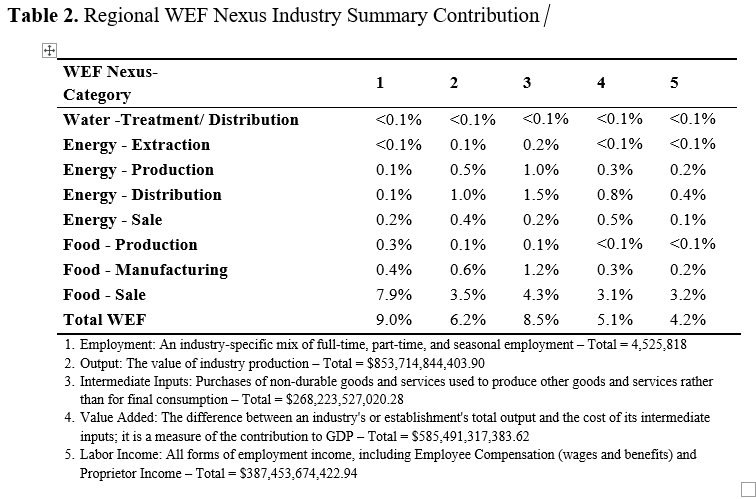 Table 2. Regional WEF Nexus Industry Summary Contribution /
WEF Nexus-
Category 1 2 3 4 5
Water -Treatment/ Distribution <0.1% <0.1% <0.1% <0.1% <0.1%
Energy - Extraction <0.1% 0.1% 0.2% <0.1% <0.1%
Energy - Production 0.1% 0.5% 1.0% 0.3% 0.2%
Energy - Distribution 0.1% 1.0% 1.5% 0.8% 0.4%
Energy - Sale 0.2% 0.4% 0.2% 0.5% 0.1%
Food - Production 0.3% 0.1% 0.1% <0.1% <0.1%
Food - Manufacturing 0.4% 0.6% 1.2% 0.3% 0.2%
Food - Sale 7.9% 3.5% 4.3% 3.1% 3.2%
Total WEF 9.0% 6.2% 8.5% 5.1% 4.2%
1. Employment: An industry-specific mix of full-time, part-time, and seasonal employment – Total = 4,525,818
2. Output: The value of industry production – Total = $853,714,844,403.90
3. Intermediate Inputs: Purchases of non-durable goods and services used to produce other goods and services rather
than for final consumption – Total = $268,223,527,020.28
4. Value Added: The difference between an industry's or establishment's total output and the cost of its intermediate
inputs; it is a measure of the contribution to GDP – Total = $585,491,317,383.62
5. Labor Income: All forms of employment income, including Employee Compensation (wages and benefits) and
Proprietor Income – Total = $387,453,674,422.94